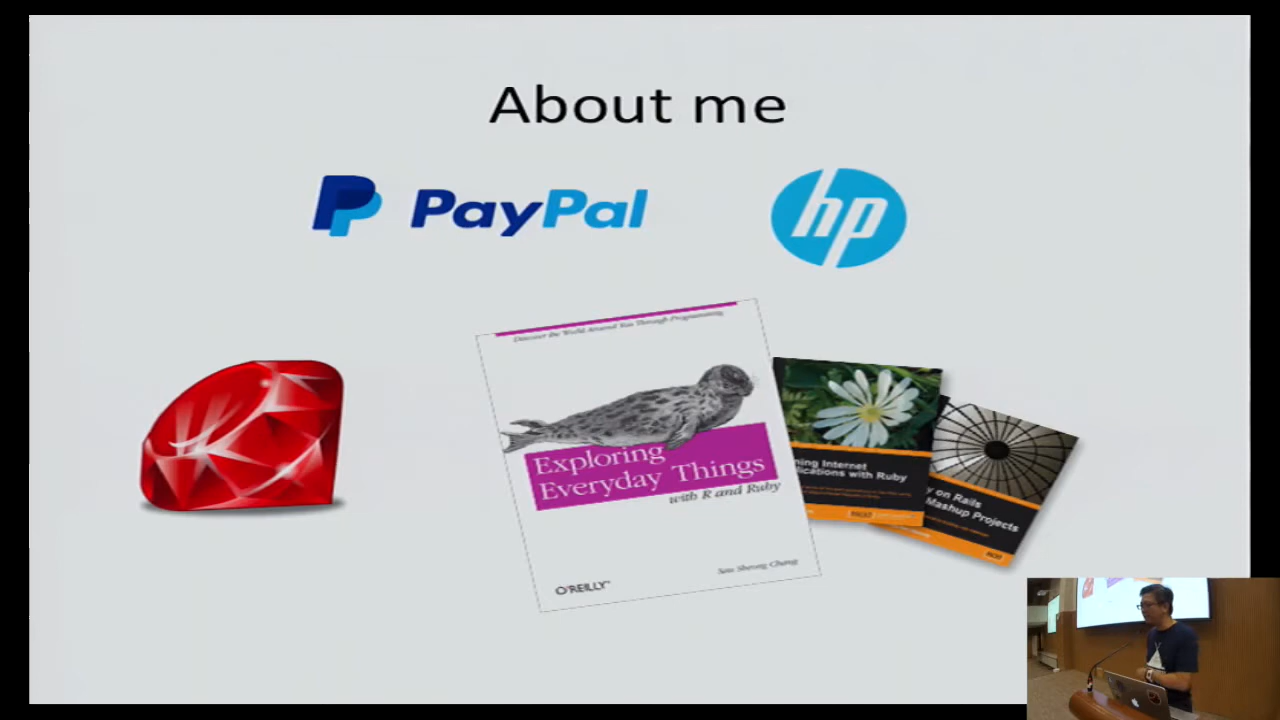 About me
PayPal
hp
Discover the World Around You Through Programming
Exploring
Everyday Things
with R and Ruby
Sau Sheong Chang
O'REILLY
ning Internet
lications with Ruby
y on Rails
Mashup Projects